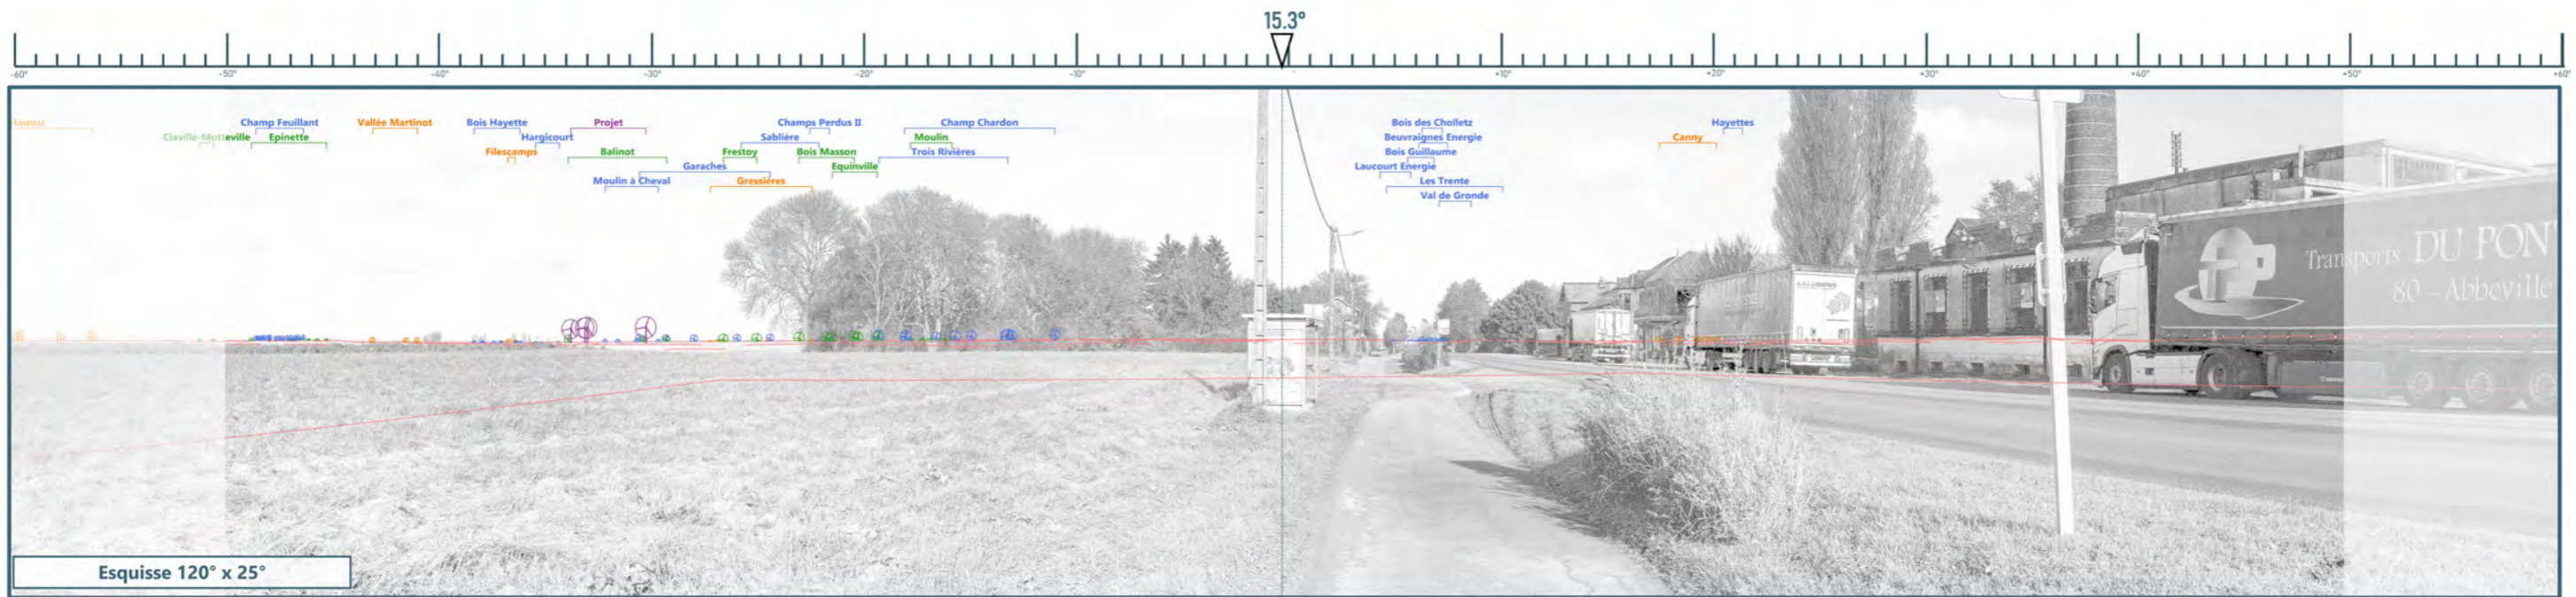 15.3°
-60° -50° -40° -30° -20° -10° +10° +20° +30° +40° +50° +60°
Champ Feuillant Vallée Martinot Bois Hayette Projet Champs Perdus II Champ Chardon Bois des Cholletz Hayettes
Claville-Motteville Epinette Hargicourt Sablière Moulin Beuvraignes Energie Canny
Filescamps Balinot Frestoy Bois Masson Trois Rivières Bois Guillaume
Garaches Equinville Laucourt Energie
Moulin à Cheval Gressières Les Trente
Val de Gronde
Transports DU PON
80 - Abbeville
Esquisse 120° x 25°